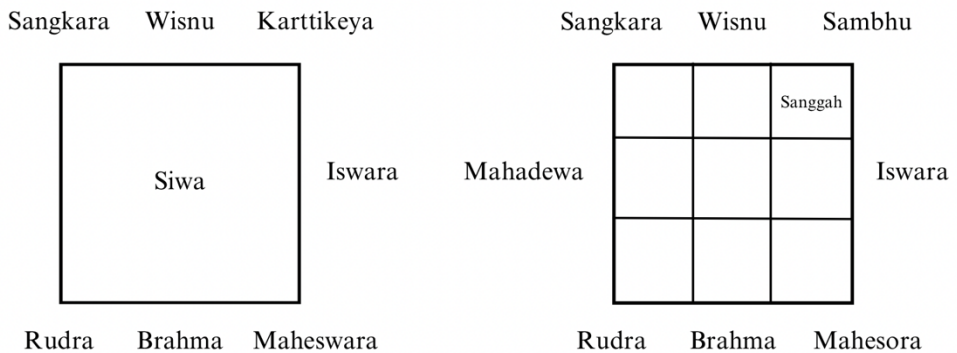 Sangkara Wisnu Karttikeya
Siwa
Iswara
Rudra Brahma Maheswara
Sangkara Wisnu Sambhu
Sanggah
Mahadewa
Iswara
Rudra Brahma Mahesora